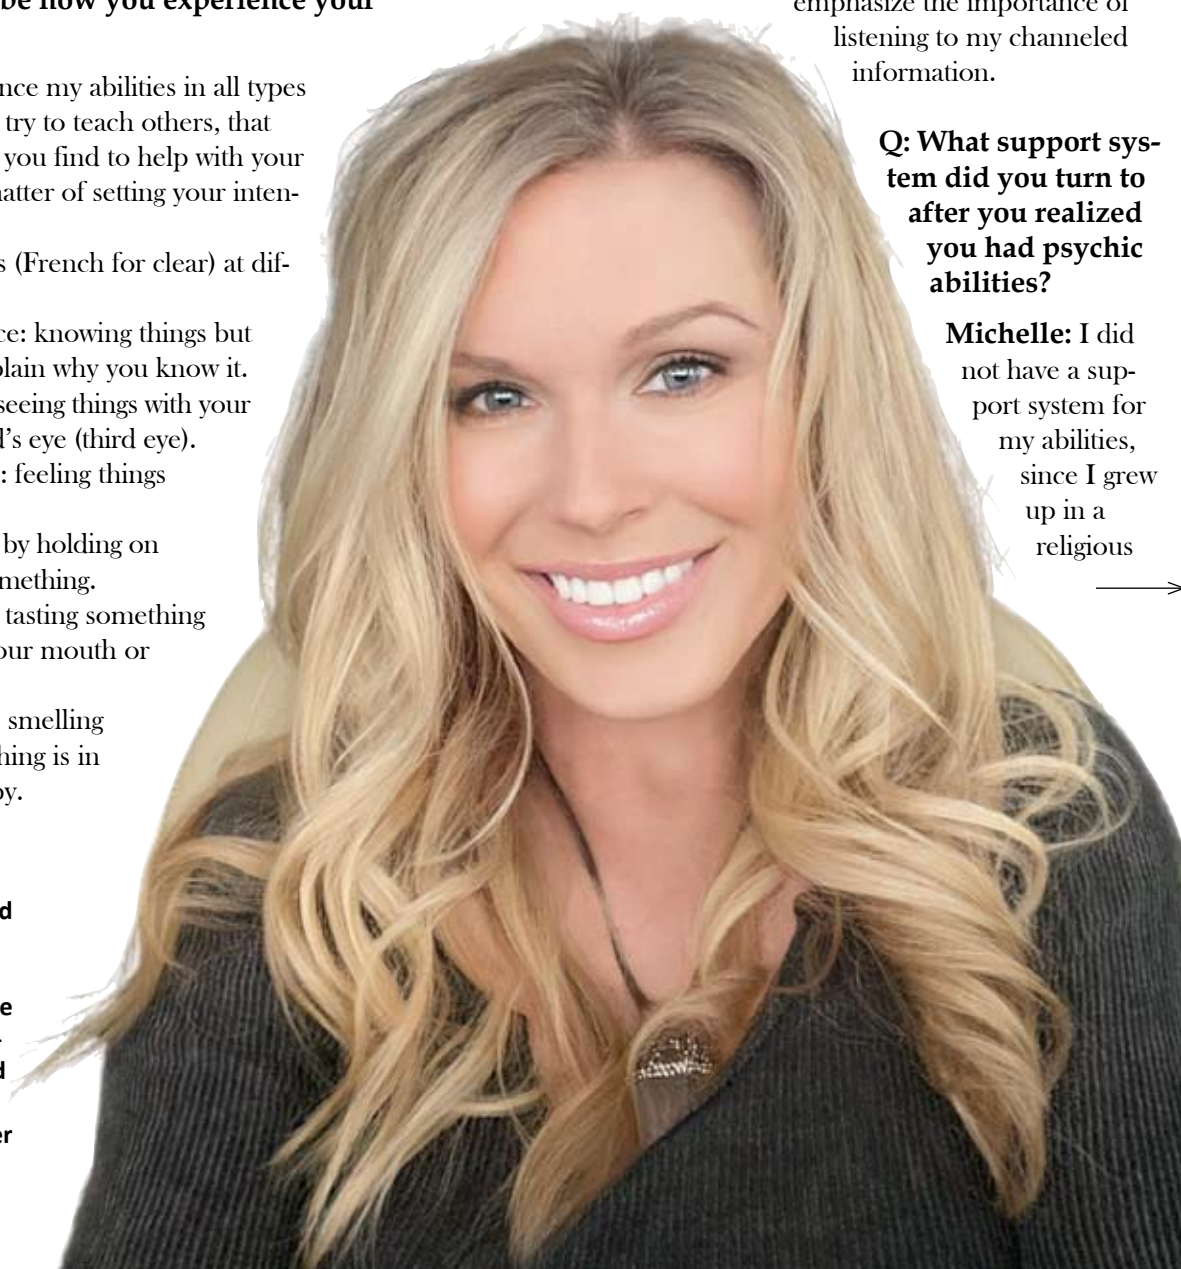 be how you experience your
nce my abilities in all types
try to teach others, that
you find to help with your
atter of setting your inten-
s (French for clear) at dif-
ce: knowing things but
plain why you know it.
seeing things with your
d’s eye (third eye).
: feeling things
by holding on
mething.
tasting something
our mouth or
smelling
hing is in
by.
d
e
-
d
er
emphasize the importance of
listening to my channeled
information.
Q: What support sys-
tem did you turn to
after you realized
you had psychic
abilities?
Michelle: I did
not have a sup-
port system for
my abilities,
since I grew
up in a
religious